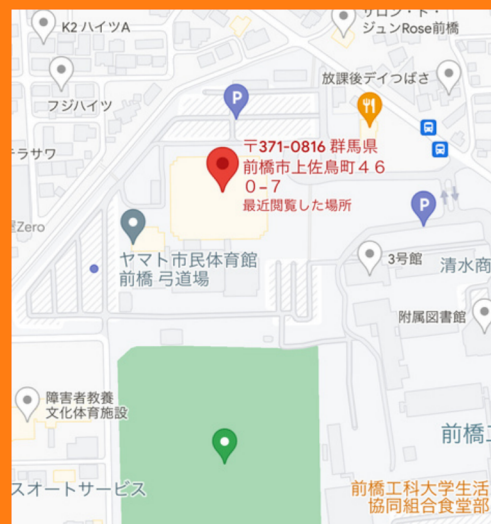 K2 ハイツA
サロン・ド・
ジュンRose前橋
フジハイツ
放課後デイつばさ
P
テラサワ
〒371-0816 群馬県
前橋市上佐鳥町４６
０−７
最近閲覧した場所
P
Zero
ヤマト市民体育館
前橋 弓道場
3号館
清水商
附属図書館
障害者教養
文化体育施設
前橋工
スオートサービス
前橋工科大学生活
協同組合食堂部